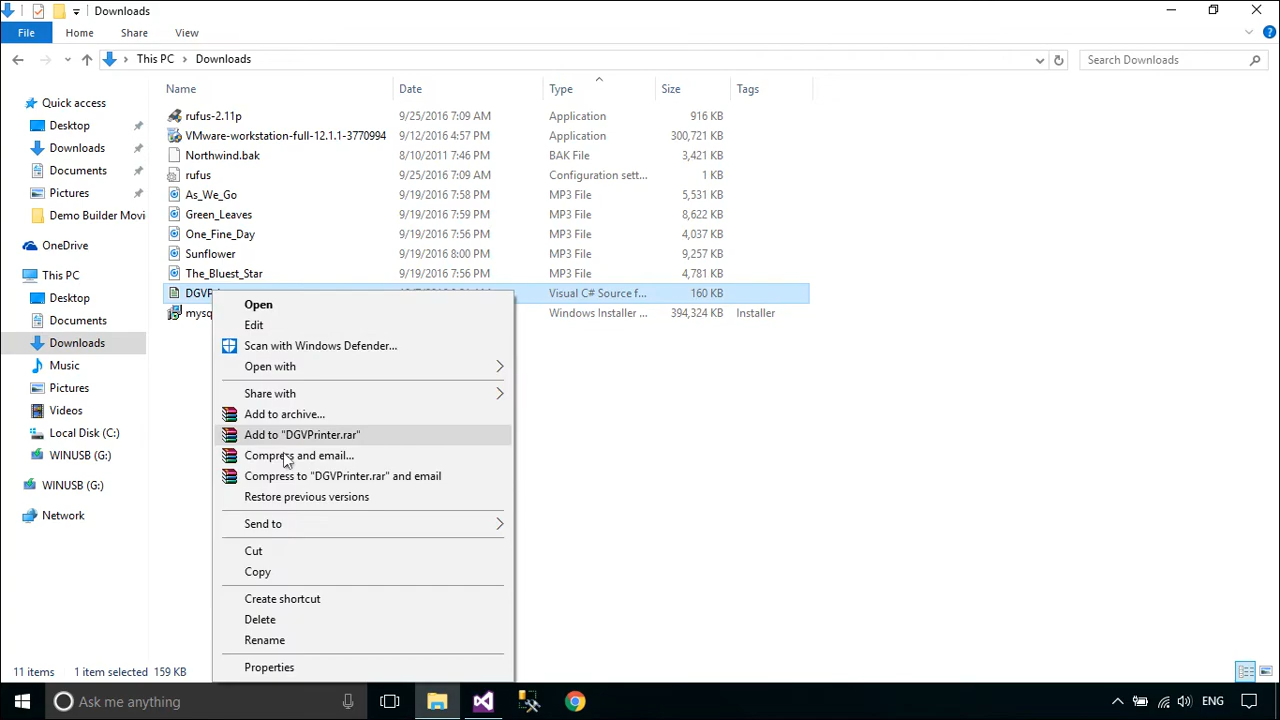 Downloads
File Home Share View
This PC Downloads Search Downloads
Name Date Type Size Tags
Quick access
Desktop
Downloads
Documents
Pictures
Demo Builder Movi
OneDrive
This PC
Desktop
Documents
Downloads
Music
Pictures
Videos
Local Disk (C:)
WINUSB (G:)
WINUSB (G:)
Network
rufus-2.11p 9/25/2016 7:09 AM Application 916 KB
VMware-workstation-full-12.1.1-3770994 9/12/2016 4:57 PM Application 300,721 KB
Northwind.bak 8/10/2011 7:46 PM BAK File 3,421 KB
rufus 9/25/2016 7:09 AM Configuration sett... 1 KB
As_We_Go 9/19/2016 7:58 PM MP3 File 5,531 KB
Green_Leaves 9/19/2016 7:59 PM MP3 File 8,622 KB
One_Fine_Day 9/19/2016 7:56 PM MP3 File 4,037 KB
Sunflower 9/19/2016 8:00 PM MP3 File 9,257 KB
The_Bluest_Star 9/19/2016 7:56 PM MP3 File 4,781 KB
DGVP Visual C# Source f... 160 KB
mysq Windows Installer ... 394,324 KB Installer
Open
Edit
Scan with Windows Defender...
Open with
Share with
Add to archive...
Add to "DGVPrinter.rar"
Compress and email...
Compress to "DGVPrinter.rar" and email
Restore previous versions
Send to
Cut
Copy
Create shortcut
Delete
Rename
Properties
11 items 1 item selected 159 KB
Ask me anything ENG